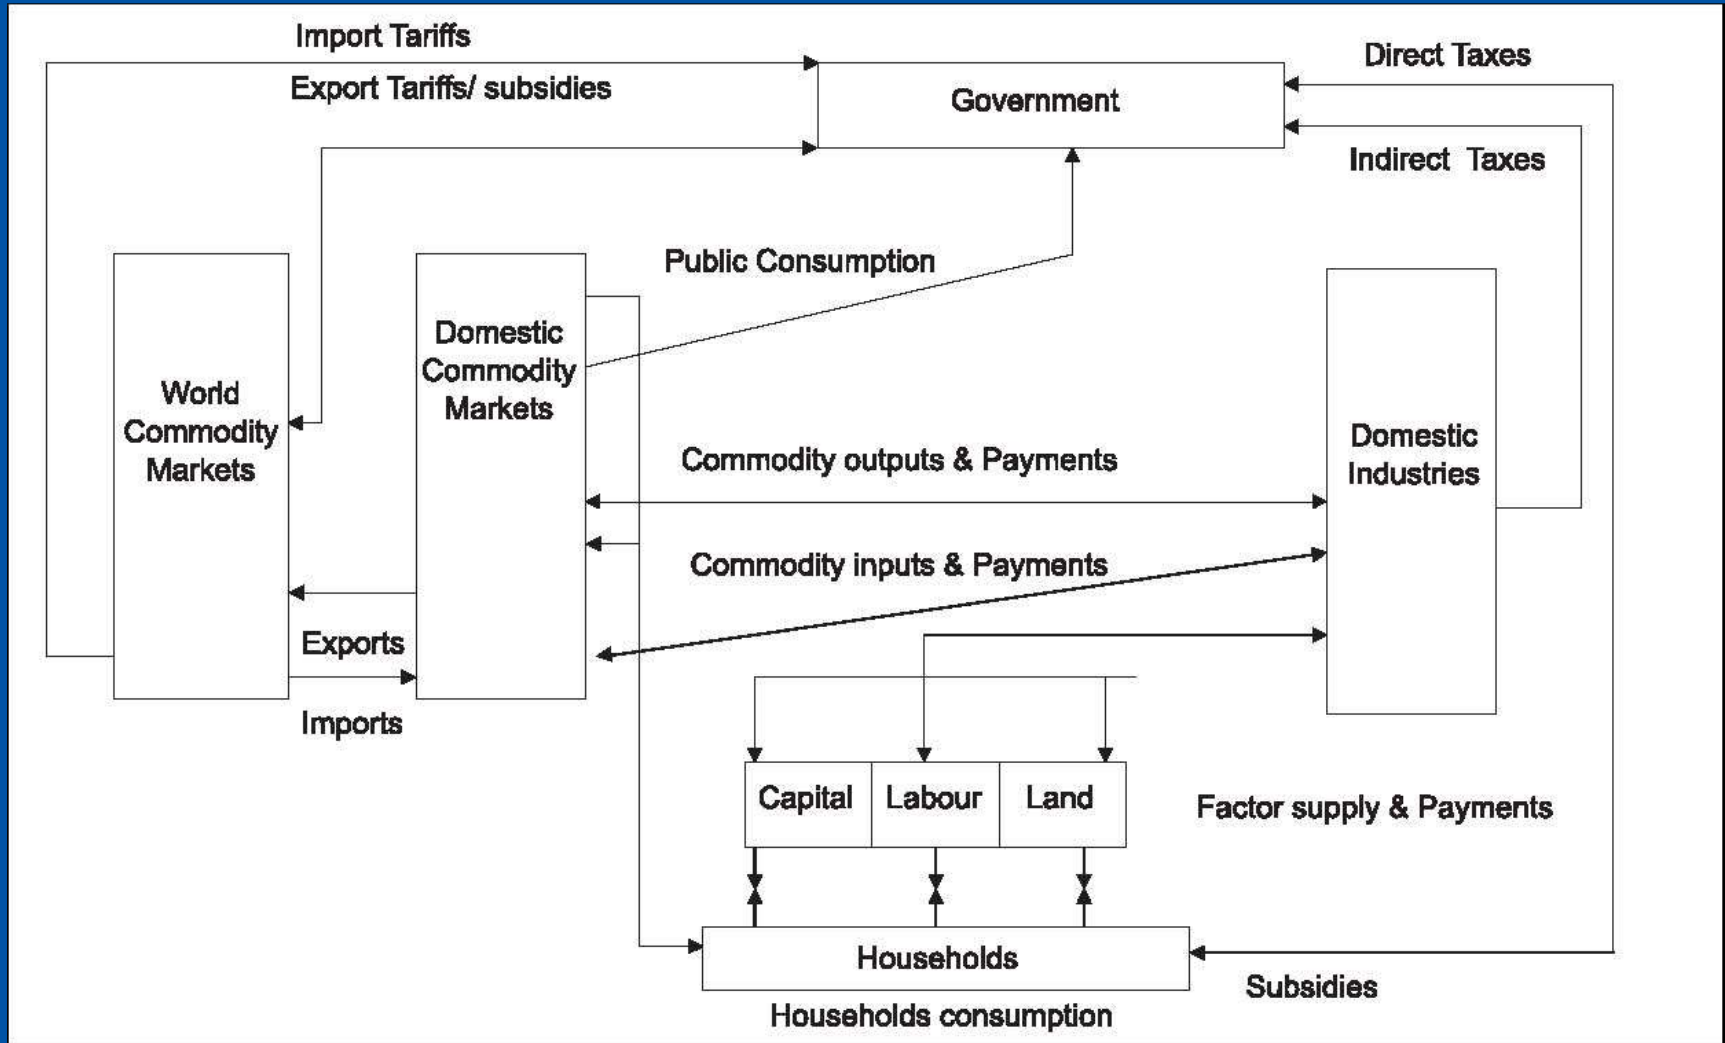 Import Tariffs
Export Tariffs/ subsidies
Government
Direct Taxes
Indirect Taxes
Public Consumption
World
Commodity
Markets
Domestic
Commodity
Markets
Domestic
Industries
Commodity outputs & Payments
Commodity inputs & Payments
Exports
Imports
Capital
Labour
Land
Factor supply & Payments
Households
Subsidies
Households consumption